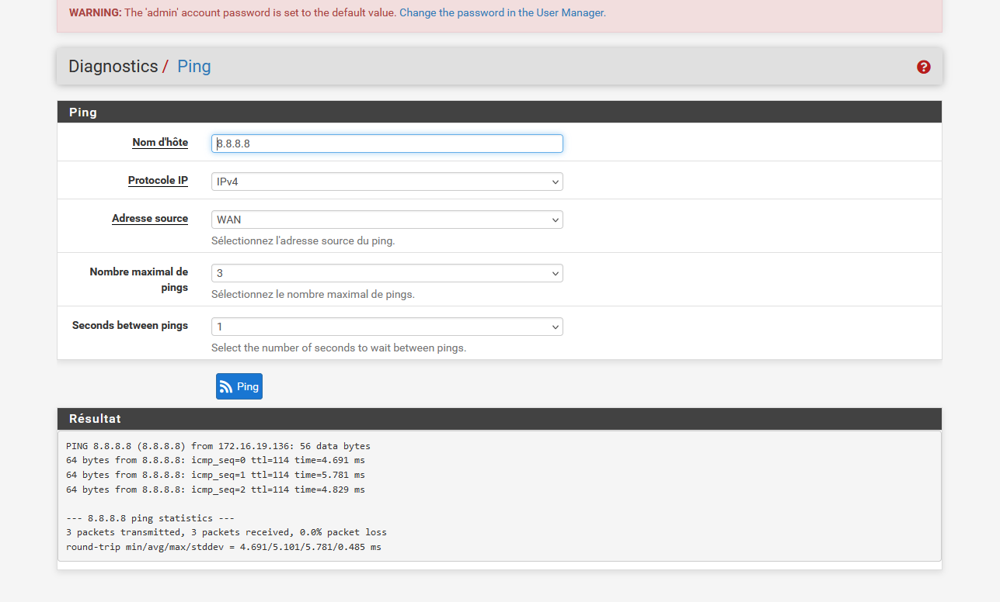 WARNING: The 'admin' account password is set to the default value. Change the password in the User Manager.
Diagnostics / Ping
Ping
Nom d'hôte
8.8.8.8
Protocole IP
IPv4
Adresse source
WAN
Sélectionnez l'adresse source du ping.
Nombre maximal de
pings
3
Sélectionnez le nombre maximal de pings.
Seconds between pings
1
Select the number of seconds to wait between pings.
Ping
Résultat
PING 8.8.8.8 (8.8.8.8) from 172.16.19.136: 56 data bytes
64 bytes from 8.8.8.8: icmp_seq=0 ttl=114 time=4.691 ms
64 bytes from 8.8.8.8: icmp_seq=1 ttl=114 time=5.781 ms
64 bytes from 8.8.8.8: icmp_seq=2 ttl=114 time=4.829 ms
--- 8.8.8.8 ping statistics ---
3 packets transmitted, 3 packets received, 0.0% packet loss
round-trip min/avg/max/stddev = 4.691/5.101/5.781/0.485 ms